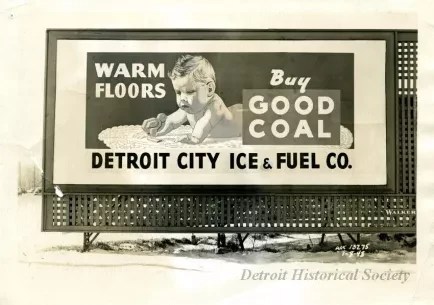 WARM
FLOORS
Buy
GOOD
COAL
DETROIT CITY ICE & FUEL CO.
WALKER
Detroit Historical Society